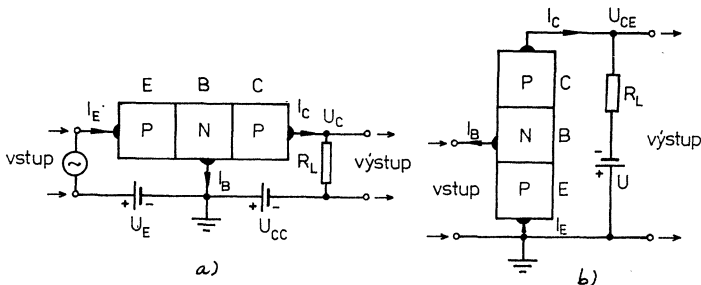 E B C
I_E P N P I_C U_C
vstup R_L výstup
I_B
+ - + -
U_E U_CC
a)
I_C U_CE
P C
R_L
I_B N B výstup
-
+ U
vstup P E
I_E
b)